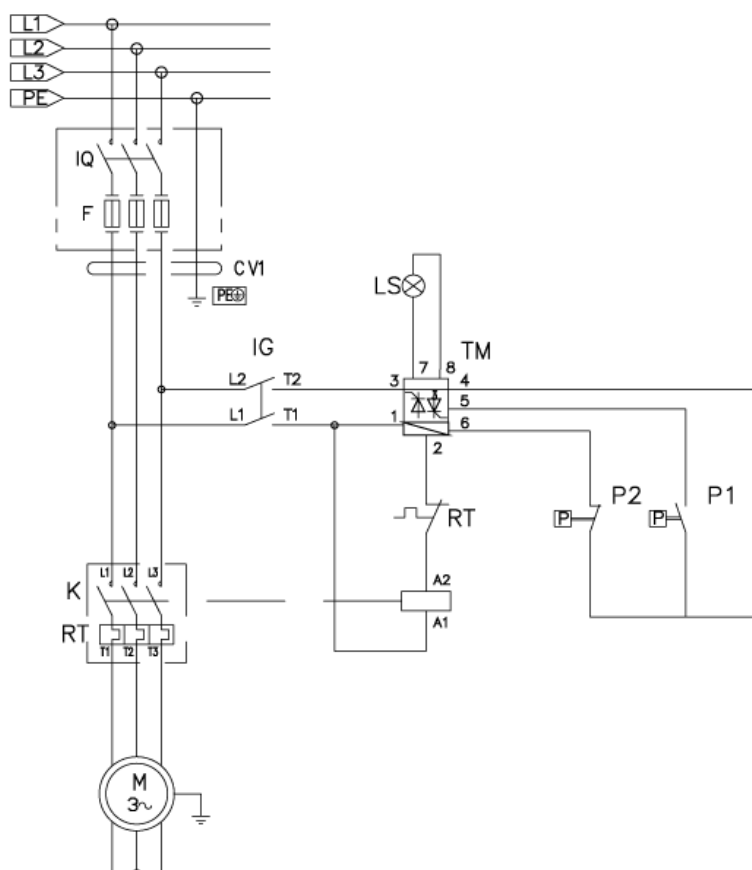 L1
L2
L3
PE
IQ
F
CV1
PE
LS
IG
TM
7 8
L2 T2 3 4
5
L1 T1 1 6
2
P2 P1
P P
RT
L1 L2 L3
K
A2
A1
RT
T1 T2 T3
M
3~